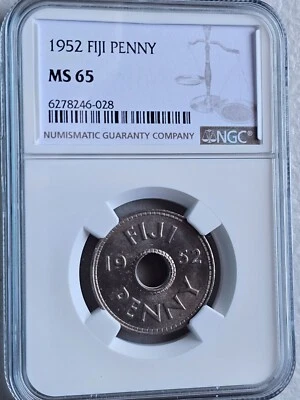 1952 FIJI PENNY
MS 65
6278246-028
NUMISMATIC GUARANTY COMPANY NGC
FIJI
19 52
PENNY